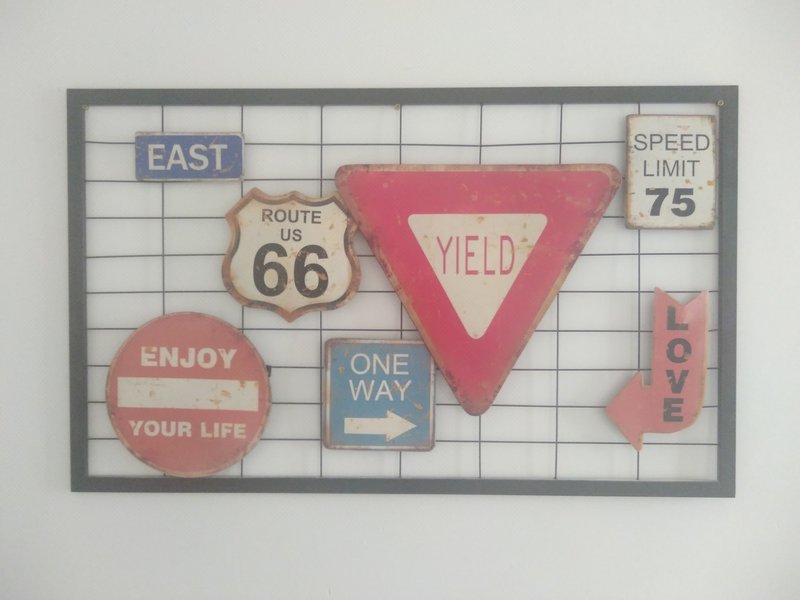 EAST
ROUTE
US
66
YIELD
SPEED
LIMIT
75
ENJOY
YOUR LIFE
ONE
WAY
LOVE